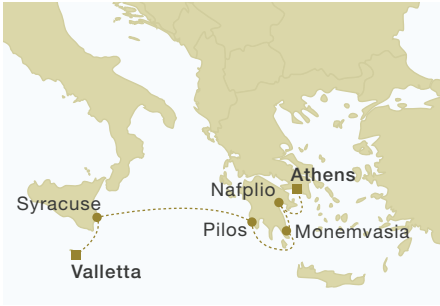 Athens
Nafplio
Syracuse
Pilos
Monemvasia
Valletta